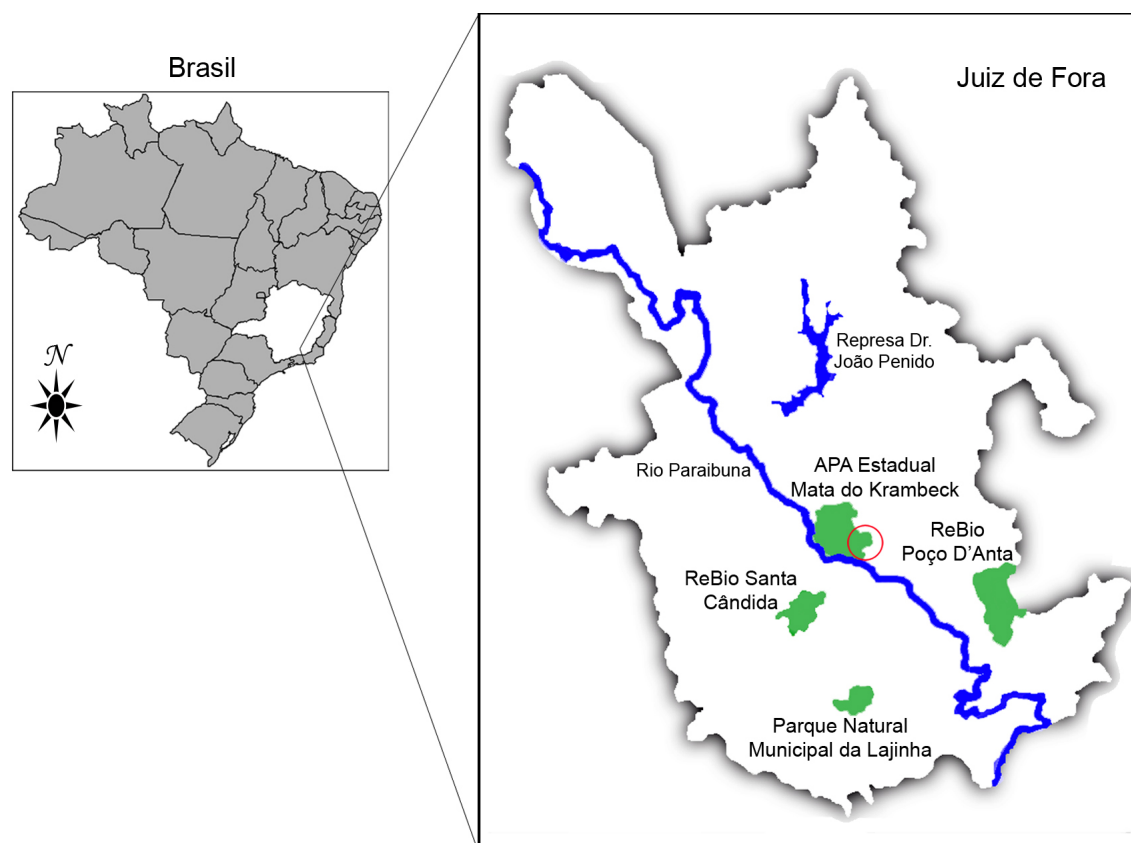 Brasil
N
Juiz de Fora
Represa Dr.
João Penido
Rio Paraibuna
APA Estadual
Mata do Krambeck
ReBio
Poço D'Anta
ReBio Santa
Cândida
Parque Natural
Municipal da Lajinha